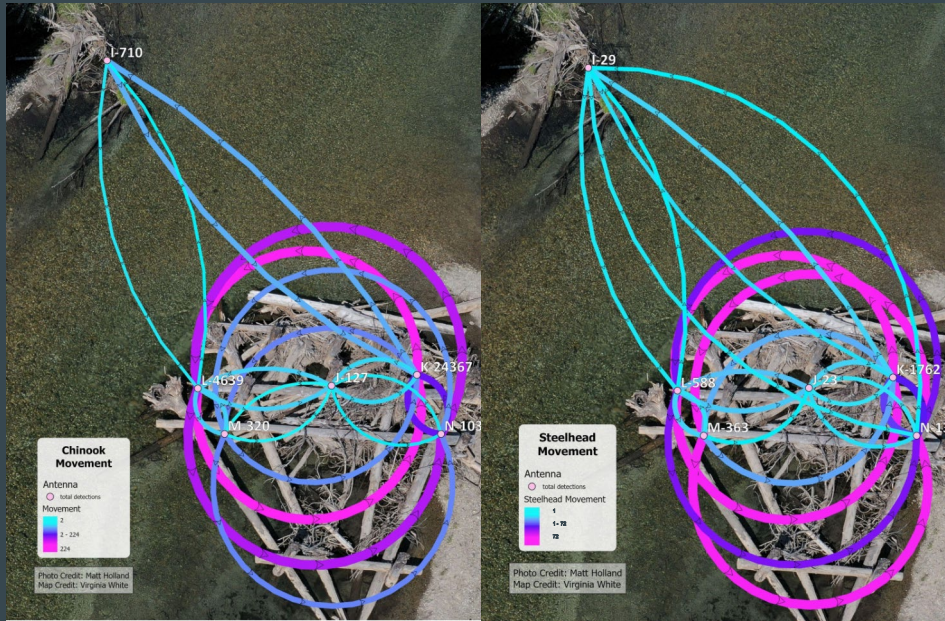 I-710
L-4639
J-127
K-24367
M-320
N-103
Chinook
Movement
Antenna
total detections
Movement
2
2 - 224
224
Photo Credit: Matt Holland
Map Credit: Virginia White
I-29
L-588
J-23
K-1762
M-363
Steelhead
Movement
Antenna
total detections
Steelhead Movement
1
1- 72
72
Photo Credit: Matt Holland
Map Credit: Virginia White